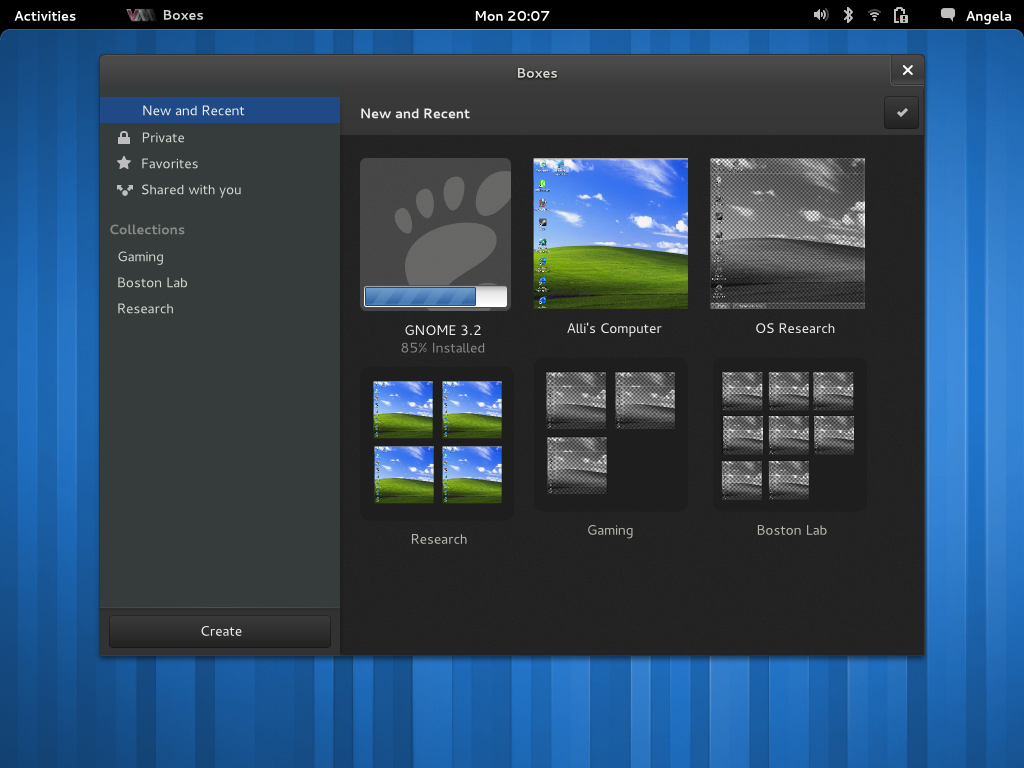 Activities
Boxes
Mon 20:07
Angela
Boxes
New and Recent
Private
Favorites
Shared with you
Collections
Gaming
Boston Lab
Research
Create
New and Recent
GNOME 3.2
85% Installed
Alli's Computer
OS Research
Research
Gaming
Boston Lab